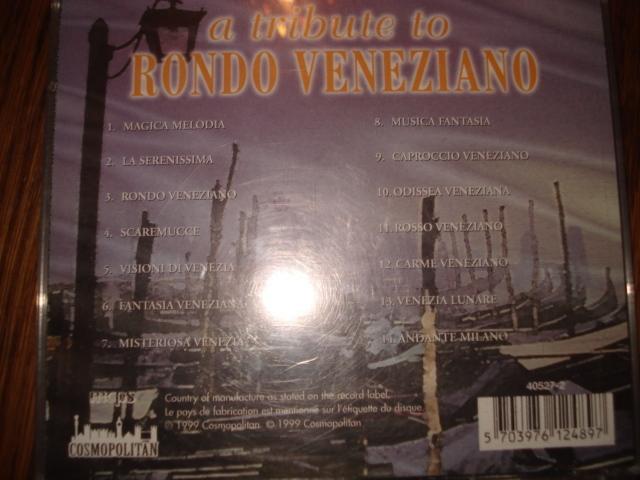 a tribute to
RONDO VENEZIANO
1. MAGICA MELODIA
2. LA SERENISSIMA
3. RONDO VENEZIANO
4. SCAREMUCCE
5. VISIONI DI VENEZIA
6. FANTASIA VENEZIANA
7. MISTERIOSA VENEZIA
8. MUSICA FANTASIA
9. CAPROCCIO VENEZIANO
10. ODISSEA VENEZIANA
11. ROSSO VENEZIANO
12. CARME VENEZIANO
13. VENEZIA LUNARE
14. ANDANTE MILANO
Country of manufacture as stated on the record label.
Le pays de fabrication est mentionné sur l'étiquette du disque.
℗ 1999 Cosmopolitan. © 1999 Cosmopolitan
COSMOPOLITAN
40527-2
5 703976 124897